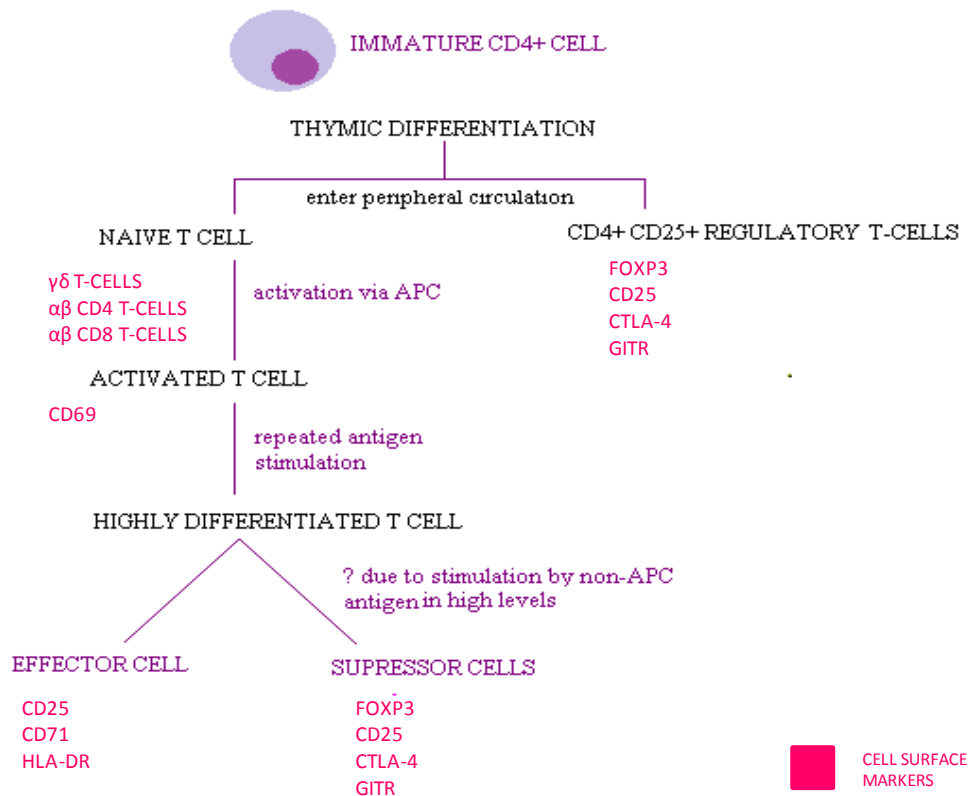 IMMATURE CD4+ CELL
THYMIC DIFFERENTIATION
enter peripheral circulation
NAIVE T CELL
CD4+ CD25+ REGULATORY T-CELLS
γδ T-CELLS
αβ CD4 T-CELLS
αβ CD8 T-CELLS
activation via APC
FOXP3
CD25
CTLA-4
GITR
ACTIVATED T CELL
CD69
repeated antigen
stimulation
HIGHLY DIFFERENTIATED T CELL
? due to stimulation by non-APC
antigen in high levels
EFFECTOR CELL
CD25
CD71
HLA-DR
SUPRESSOR CELLS
FOXP3
CD25
CTLA-4
GITR
CELL SURFACE
MARKERS